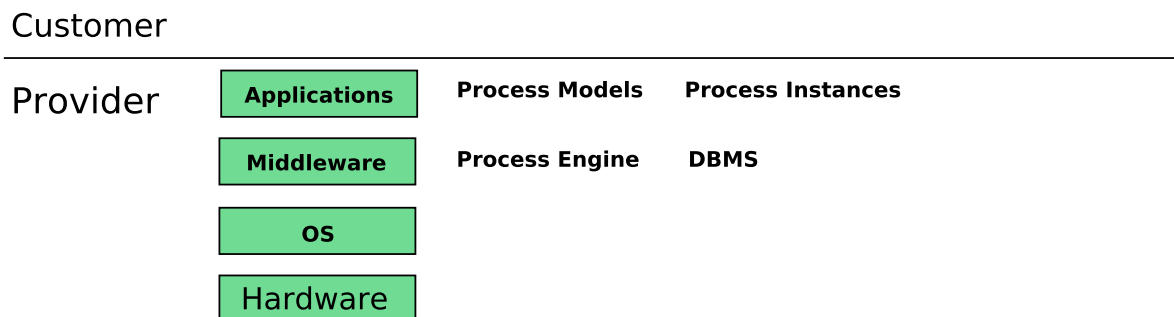 Customer
Provider
Applications Process Models Process Instances
Middleware Process Engine DBMS
OS
Hardware